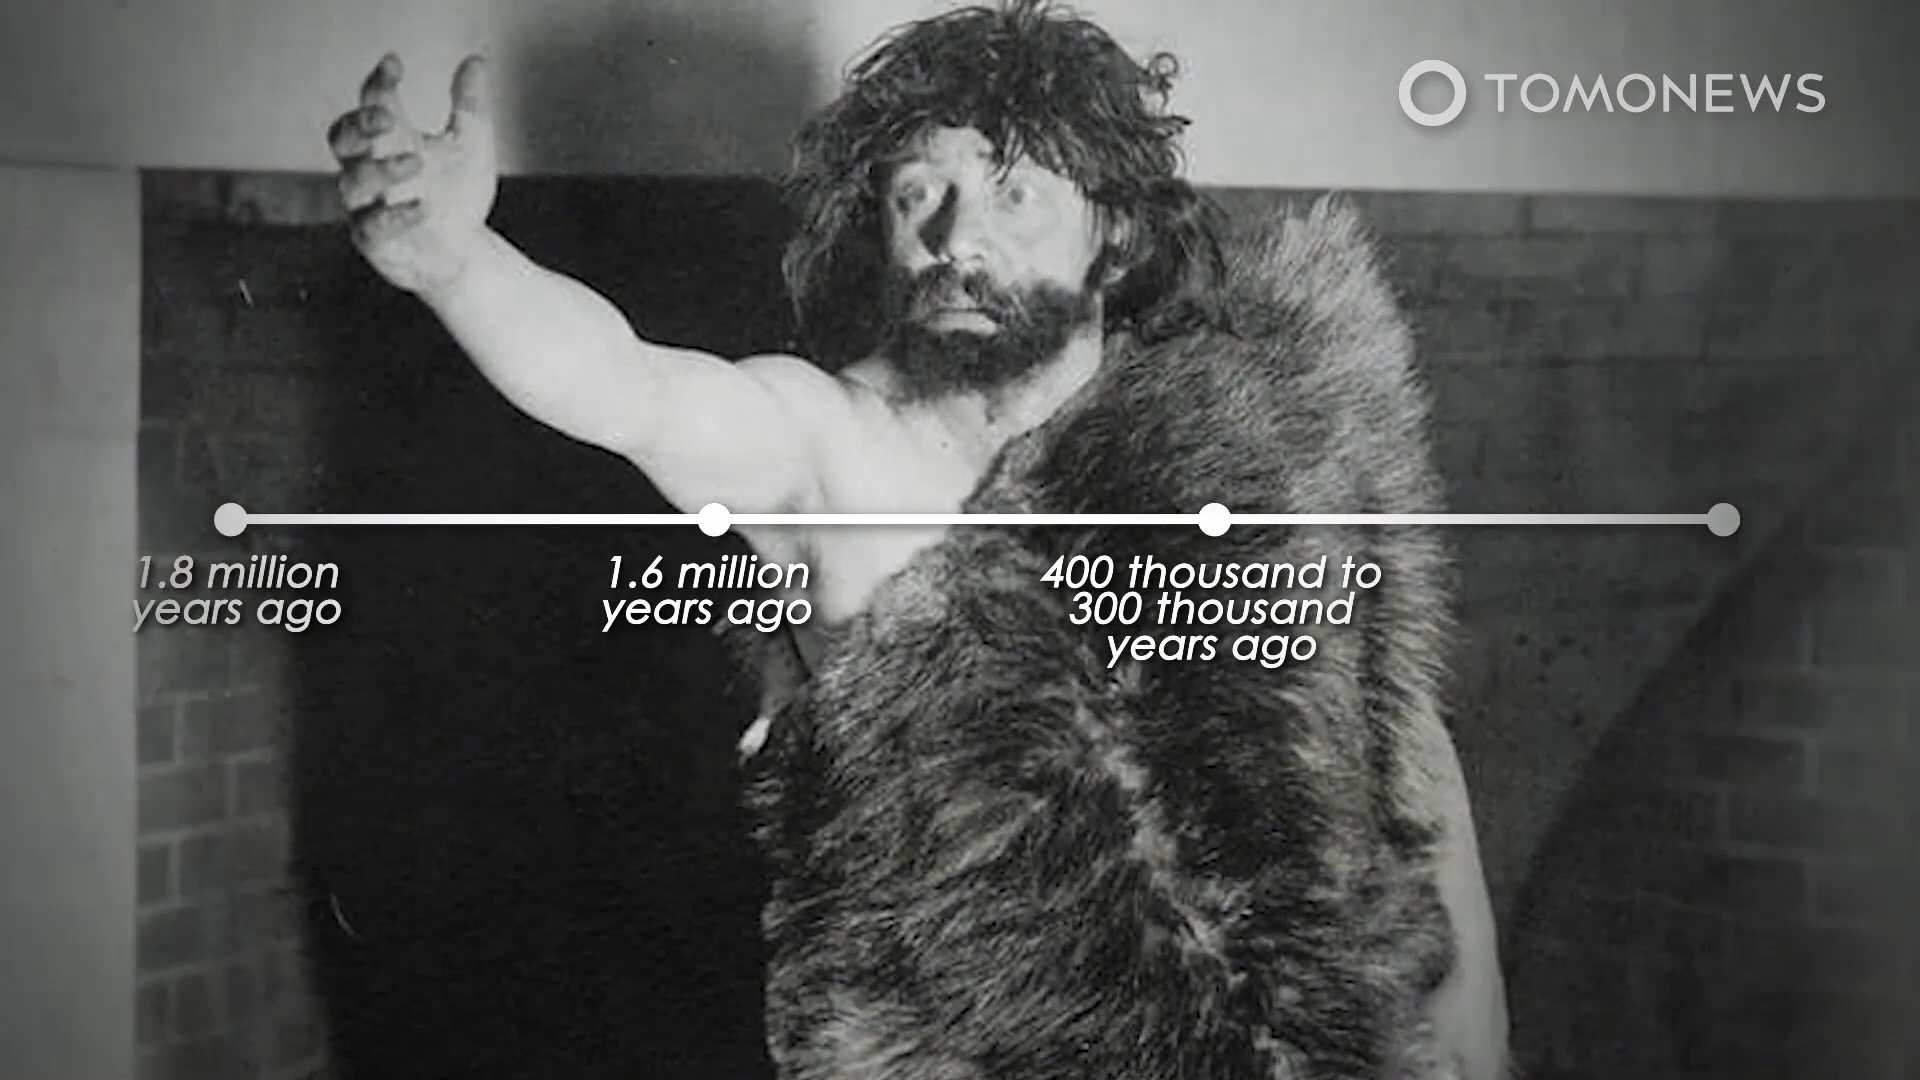 TOMONEWS
1.8 million
years ago
1.6 million
years ago
400 thousand to
300 thousand
years ago